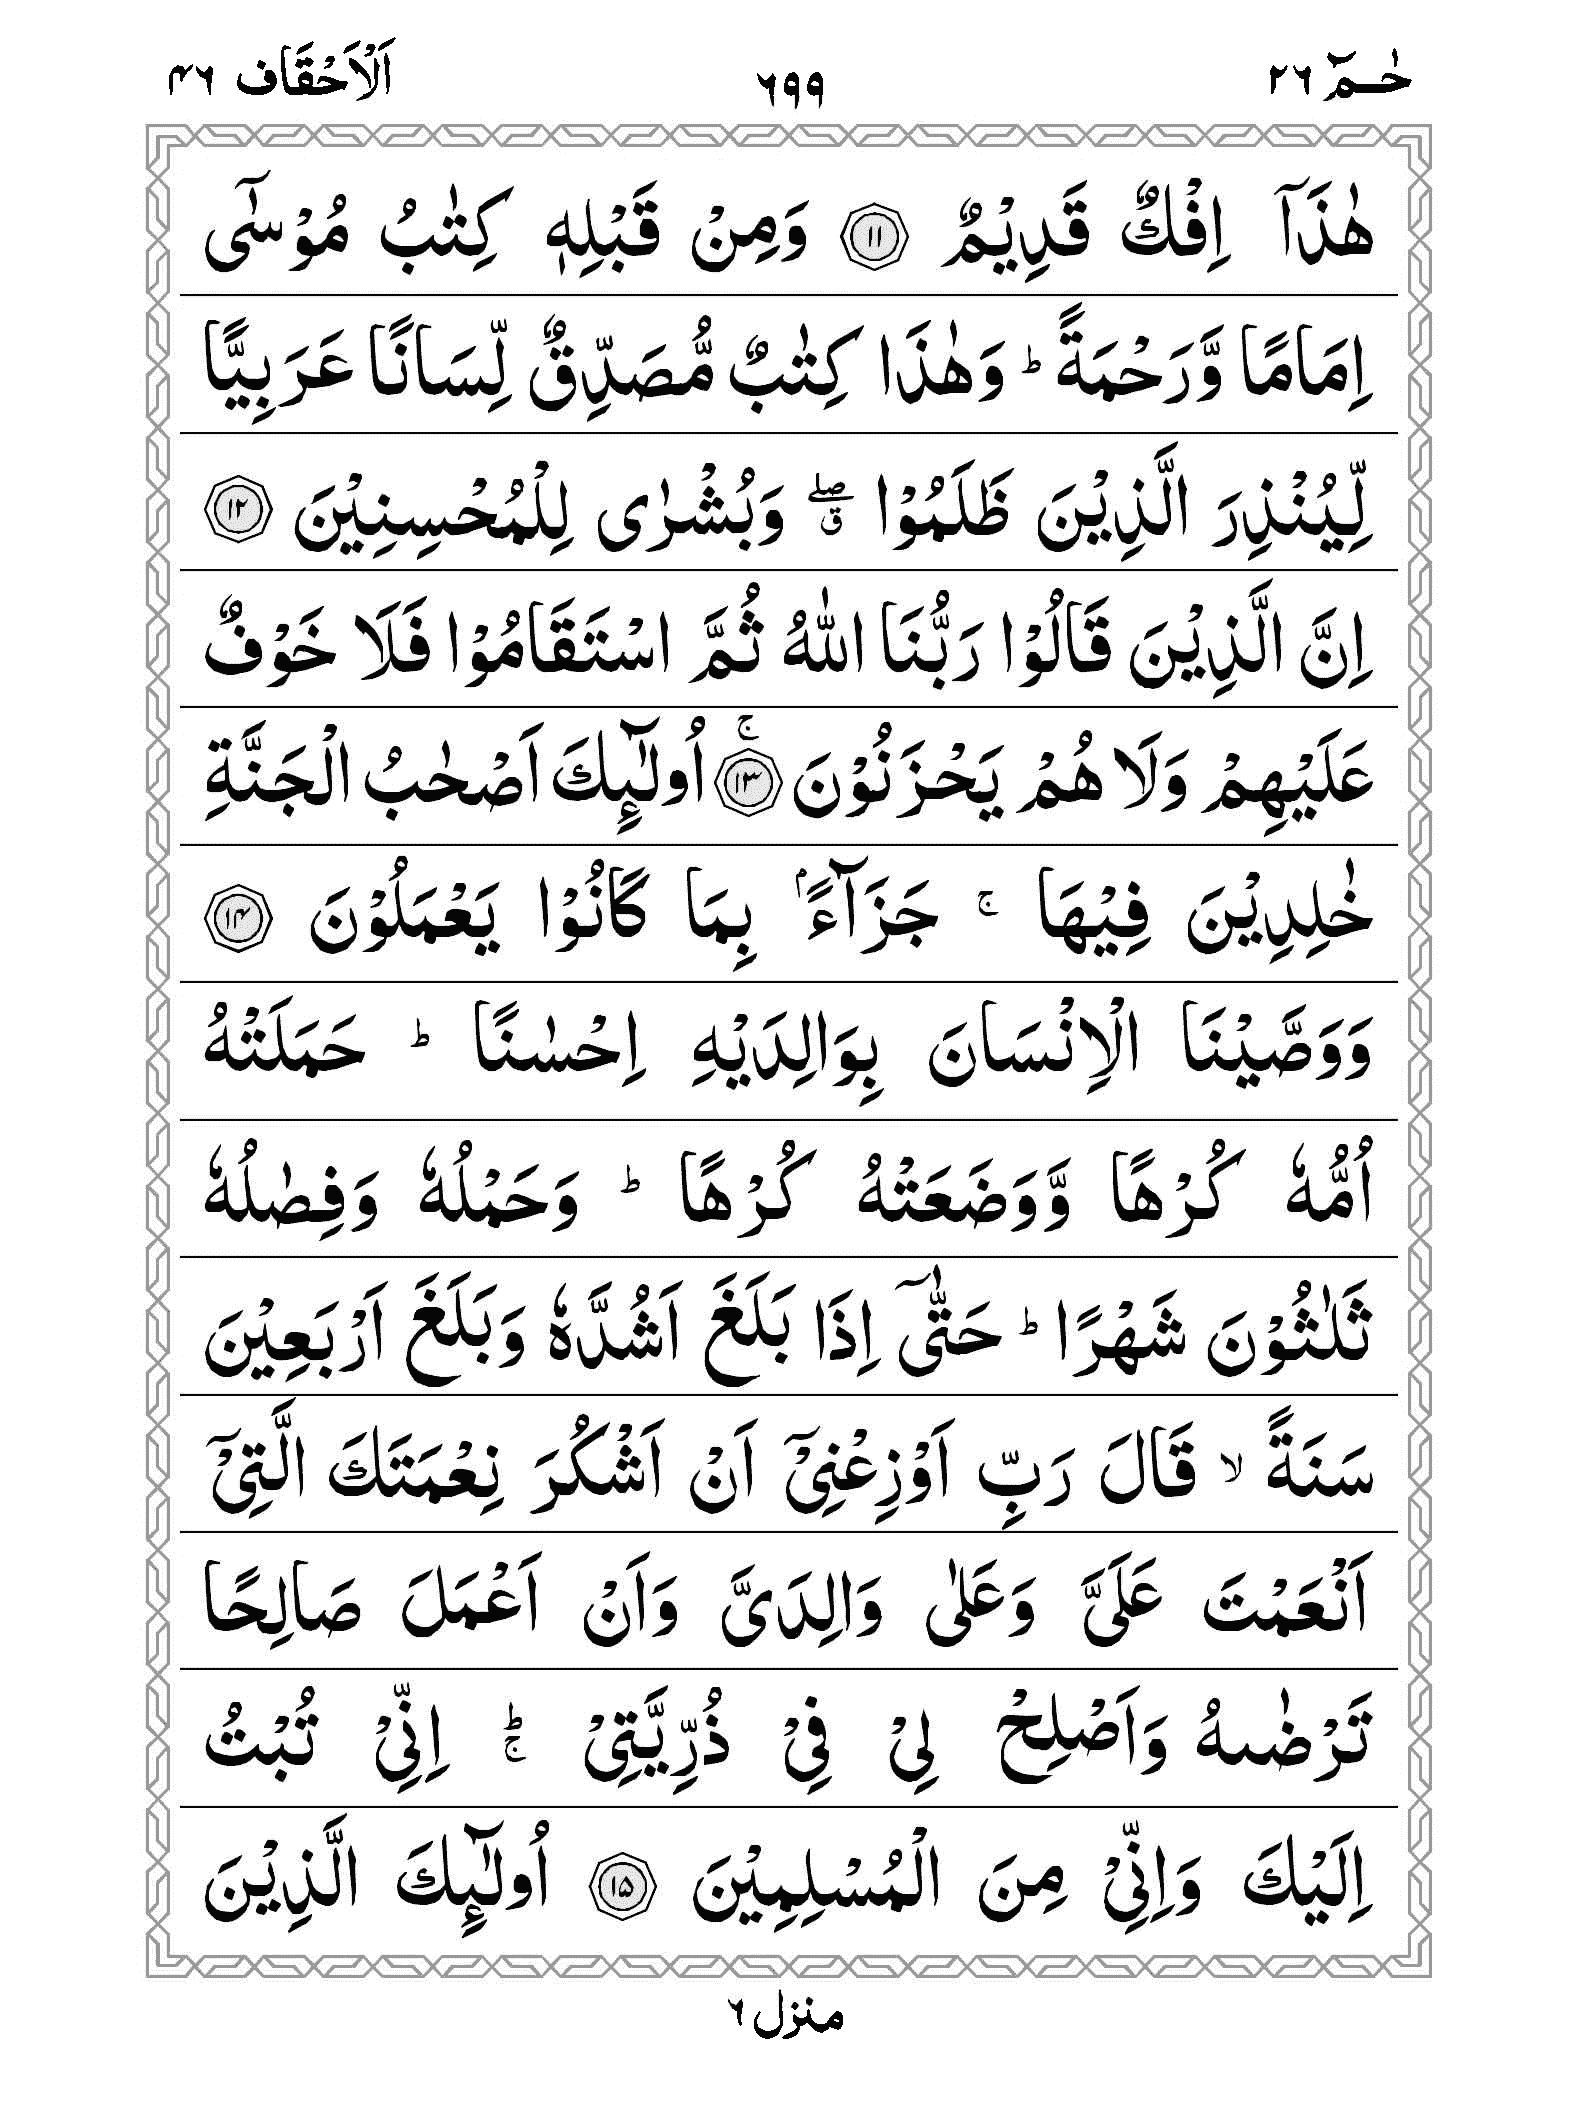 حٰمٓ ٢٦ ٦٩٩ اَلْاَحْقَاف ٤٦
هٰذَاۤ اِفْكٌ قَدِيْمٌ ١١ وَمِنْ قَبْلِهٖ كِتٰبُ مُوْسٰۤى
اِمَامًا وَّرَحْمَةً ؕ وَهٰذَا كِتٰبٌ مُّصَدِّقٌ لِّسَانًا عَرَبِيًّا
لِّيُنْذِرَ الَّذِيْنَ ظَلَمُوْا ۖۗ وَبُشْرٰى لِلْمُحْسِنِيْنَ ١٢
اِنَّ الَّذِيْنَ قَالُوْا رَبُّنَا اللّٰهُ ثُمَّ اسْتَقَامُوْا فَلَا خَوْفٌ
عَلَيْهِمْ وَلَا هُمْ يَحْزَنُوْنَ ١٣ۚ اُولٰٓئِكَ اَصْحٰبُ الْجَنَّةِ
خٰلِدِيْنَ فِيْهَا ۚ جَزَآءًۢ بِمَا كَانُوْا يَعْمَلُوْنَ ١٤
وَوَصَّيْنَا الْاِنْسَانَ بِوَالِدَيْهِ اِحْسٰنًا ؕ حَمَلَتْهُ
اُمُّهٗ كُرْهًا وَّوَضَعَتْهُ كُرْهًا ؕ وَحَمْلُهٗ وَفِصٰلُهٗ
ثَلٰثُوْنَ شَهْرًا ؕ حَتّٰۤى اِذَا بَلَغَ اَشُدَّهٗ وَبَلَغَ اَرْبَعِيْنَ
سَنَةً ۙ قَالَ رَبِّ اَوْزِعْنِيْۤ اَنْ اَشْكُرَ نِعْمَتَكَ الَّتِيْۤ
اَنْعَمْتَ عَلَيَّ وَعَلٰى وَالِدَيَّ وَاَنْ اَعْمَلَ صَالِحًا
تَرْضٰىهُ وَاَصْلِحْ لِيْ فِيْ ذُرِّيَّتِيْ ؕۚ اِنِّيْ تُبْتُ
اِلَيْكَ وَاِنِّيْ مِنَ الْمُسْلِمِيْنَ ١٥ اُولٰٓئِكَ الَّذِيْنَ
منزل ٦